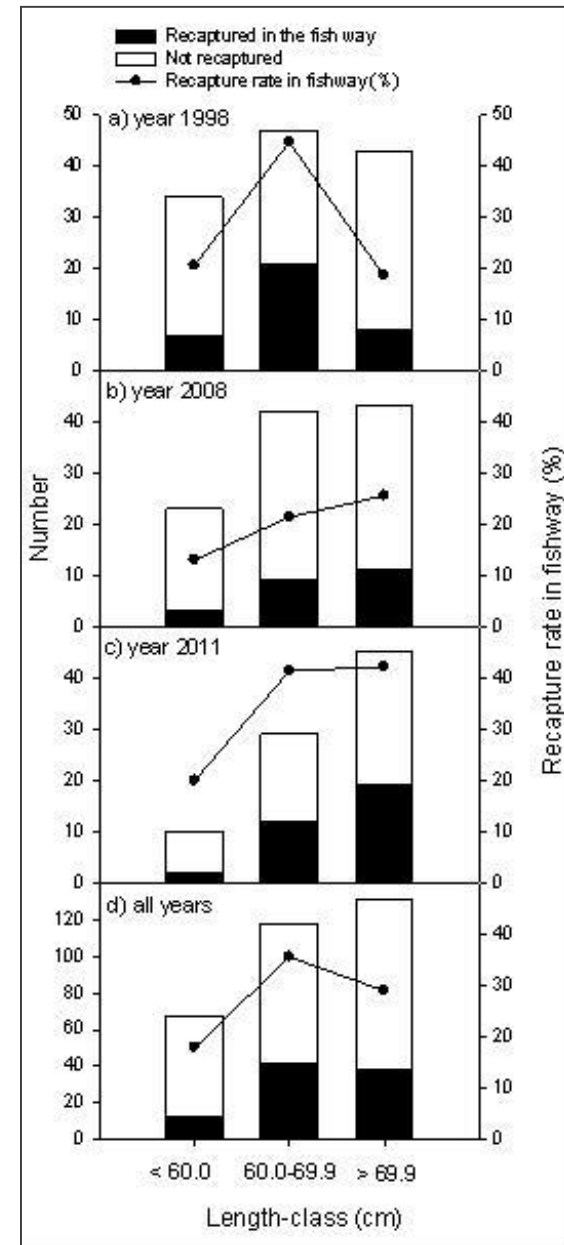 Recaptured in the fish way
Not recaptured
Recapture rate in fishway(%)
50 50
a) year 1998
40 40
30 30
20 20
10 10
0 0
b) year 2008
40 40
30 30
20 20
10 10
0 0
c) year 2011
40 40
30 30
20 20
10 10
0 0
d) all years
120
100
80
60
40
20
0
40
30
20
10
0
Number
Recapture rate in fishway (%)
< 60.0 60.0-69.9 > 69.9
Length-class (cm)